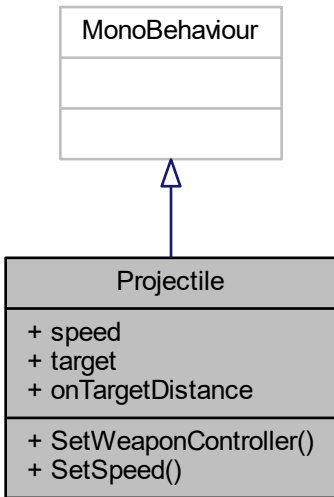 MonoBehaviour
Projectile
+ speed
+ target
+ onTargetDistance
+ SetWeaponController()
+ SetSpeed()